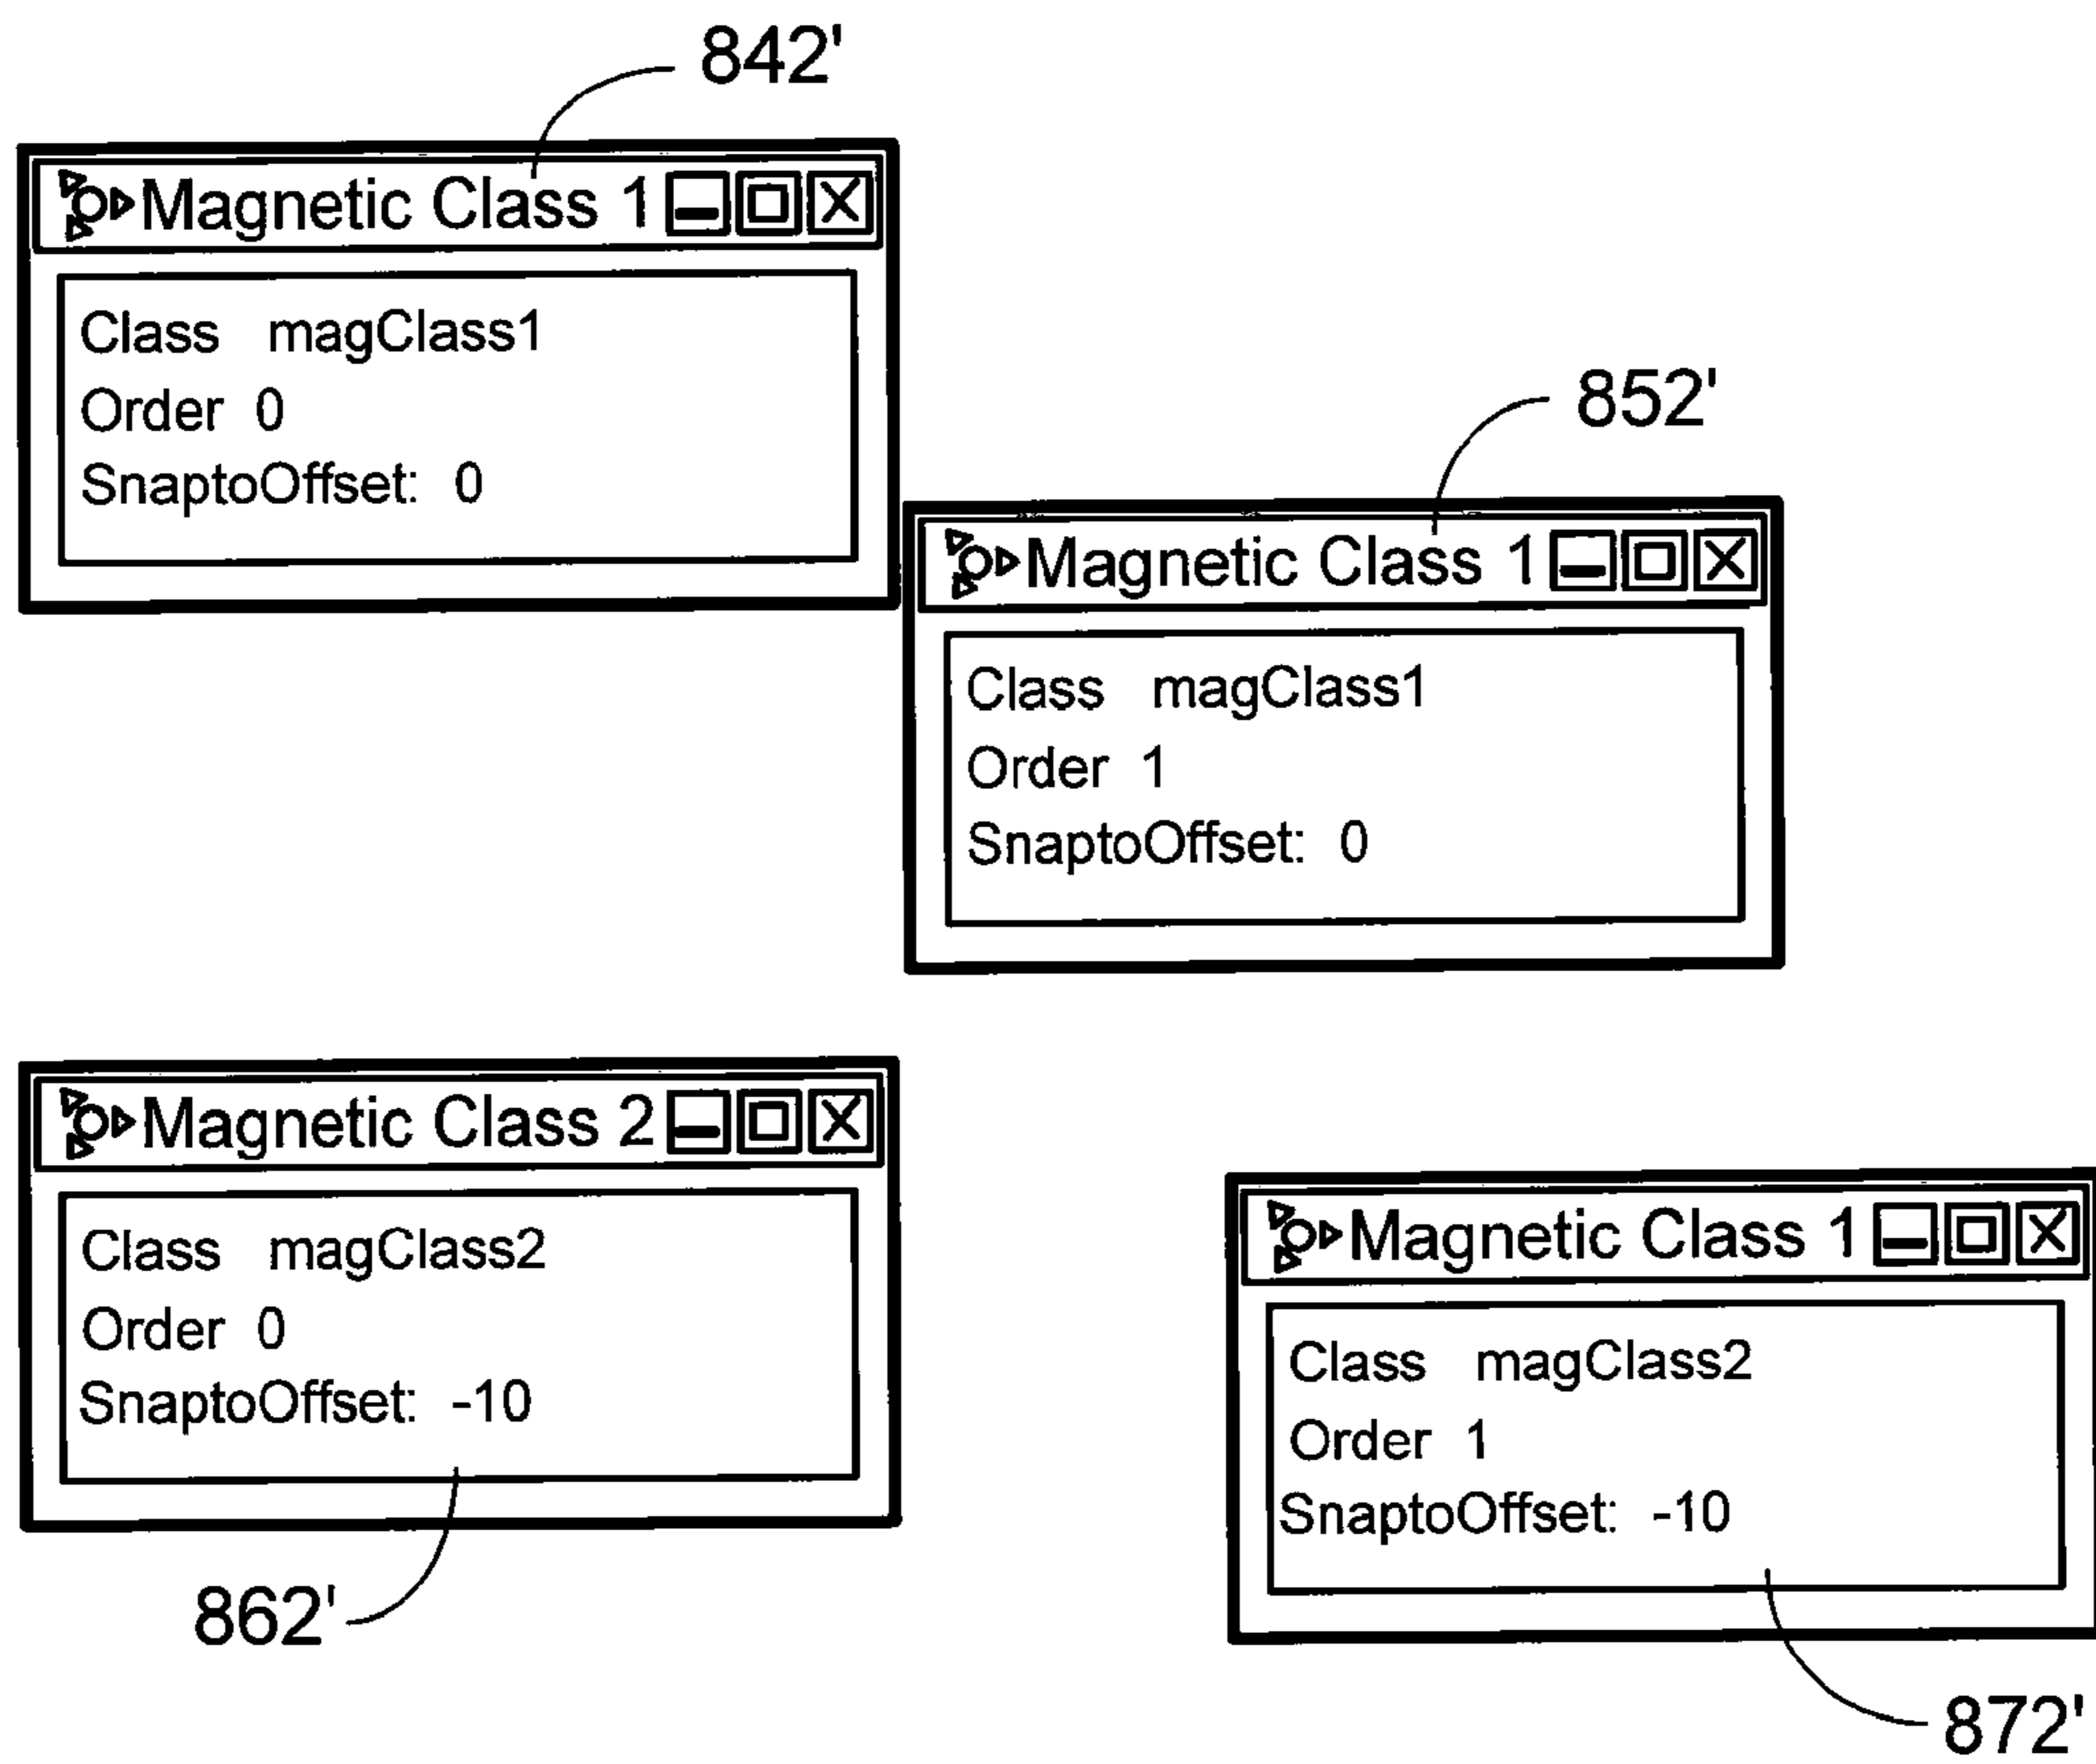 842'
Magnetic Class 1
Class magClass1
Order 0
SnaptoOffset: 0
852'
Magnetic Class 1
Class magClass1
Order 1
SnaptoOffset: 0
Magnetic Class 2
Class magClass2
Order 0
SnaptoOffset: -10
862'
Magnetic Class 1
Class magClass2
Order 1
SnaptoOffset: -10
872'